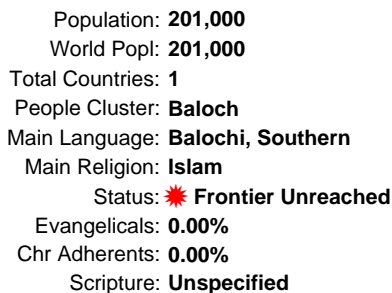 Population: 201,000
World Popl: 201,000
Total Countries: 1
People Cluster: Baloch
Main Language: Balochi, Southern
Main Religion: Islam
Status: Frontier Unreached
Evangelicals: 0.00%
Chr Adherents: 0.00%
Scripture: Unspecified